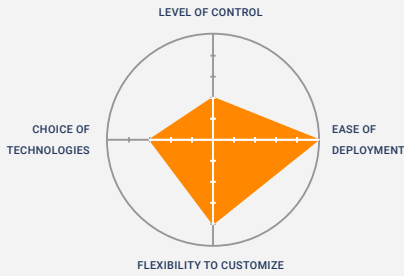 LEVEL OF CONTROL
CHOICE OF
TECHNOLOGIES
EASE OF
DEPLOYMENT
FLEXIBILITY TO CUSTOMIZE